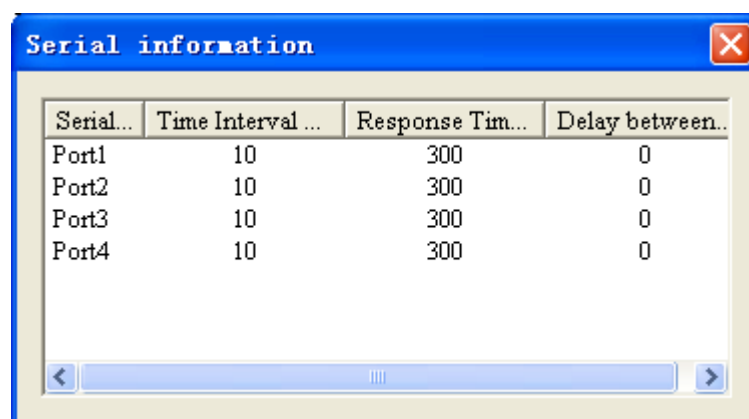 Serial information
Serial... Time Interval ... Response Tim... Delay between..
Port1 10 300 0
Port2 10 300 0
Port3 10 300 0
Port4 10 300 0